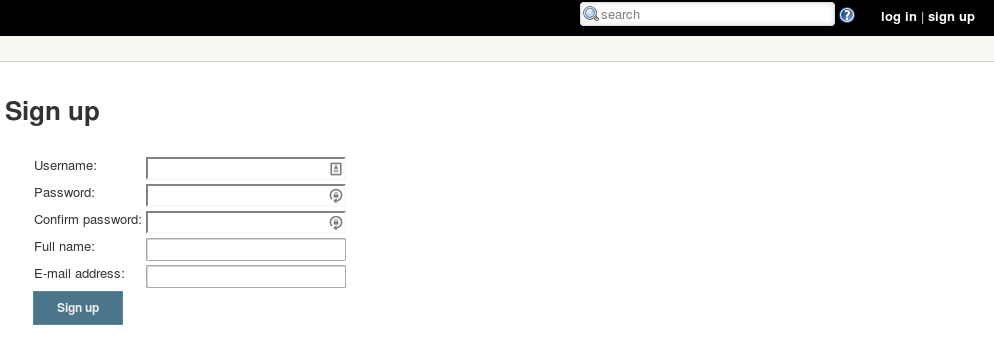 search ? log in | sign up
Sign up
Username:
Password:
Confirm password:
Full name:
E-mail address:
Sign up